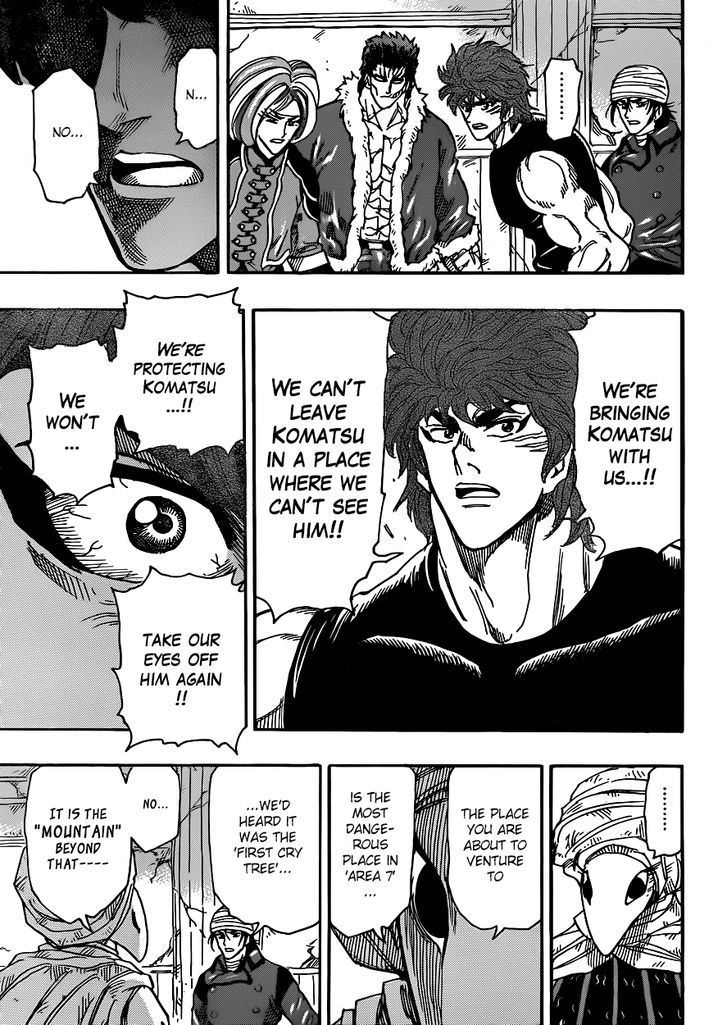 .........
N...
NO...
WE'RE
BRINGING
KOMATSU
WITH
US...!!
WE CAN'T
LEAVE
KOMATSU
IN A PLACE
WHERE WE
CAN'T SEE
HIM!!
WE'RE
PROTECTING
KOMATSU
...!!
WE
WON'T
...
TAKE OUR
EYES OFF
HIM AGAIN
!!
.........
THE PLACE
YOU ARE
ABOUT TO
VENTURE
TO
IS THE
MOST
DANGE-
ROUS
PLACE IN
'AREA 7'
...
...WE'D
HEARD IT
WAS THE
'FIRST CRY
TREE'...
NO...
IT IS THE
"MOUNTAIN"
BEYOND
THAT----